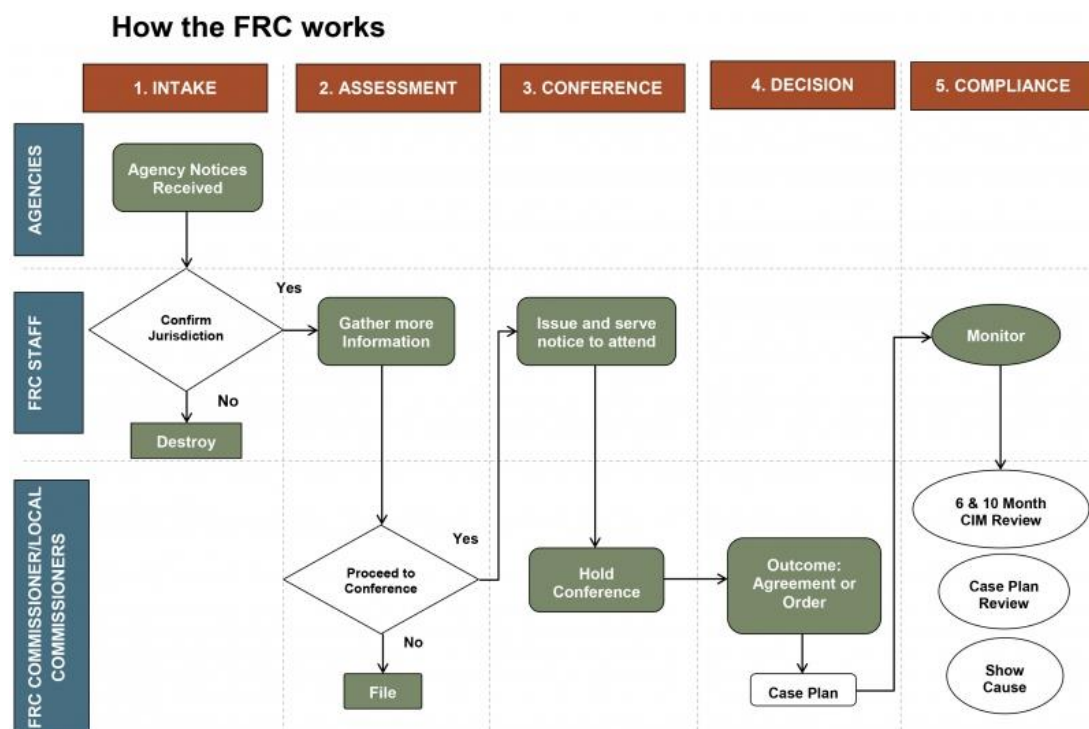 How the FRC works
1. INTAKE
2. ASSESSMENT
3. CONFERENCE
4. DECISION
5. COMPLIANCE
AGENCIES
Agency Notices
Received
FRC STAFF
Confirm
Jurisdiction
Yes
No
Destroy
Gather more
Information
Issue and serve
notice to attend
Monitor
FRC COMMISSIONER/LOCAL
COMMISSIONERS
Proceed to
Conference
Yes
No
File
Hold
Conference
Outcome:
Agreement or
Order
Case Plan
6 & 10 Month
CIM Review
Case Plan
Review
Show
Cause